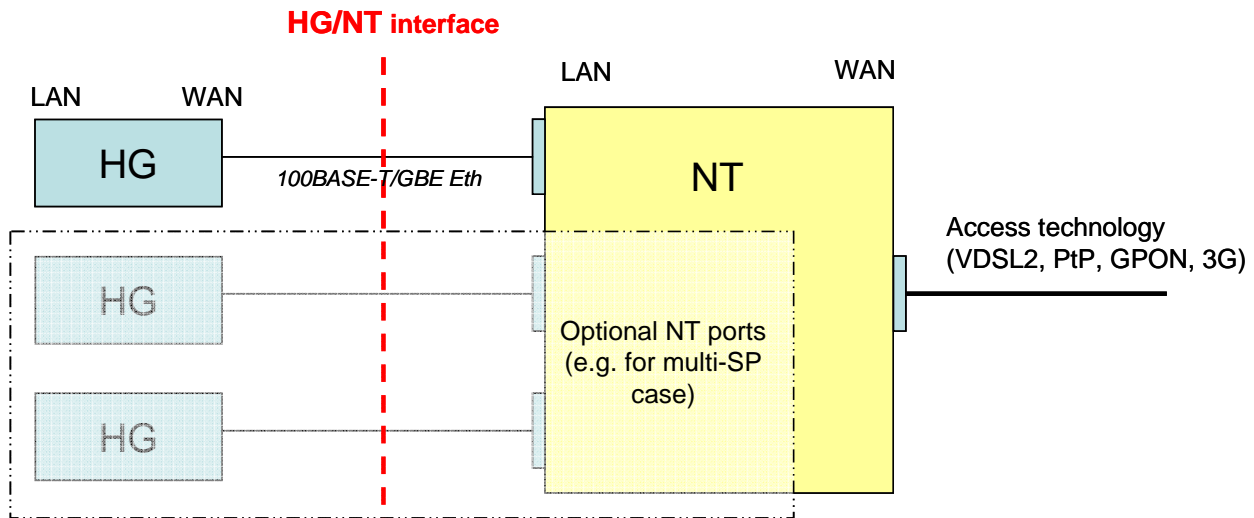 HG/NT interface
LAN
WAN
LAN
WAN
HG
100BASE-T/GBE Eth
NT
Access technology
(VDSL2, PtP, GPON, 3G)
HG
Optional NT ports
(e.g. for multi-SP
case)
HG